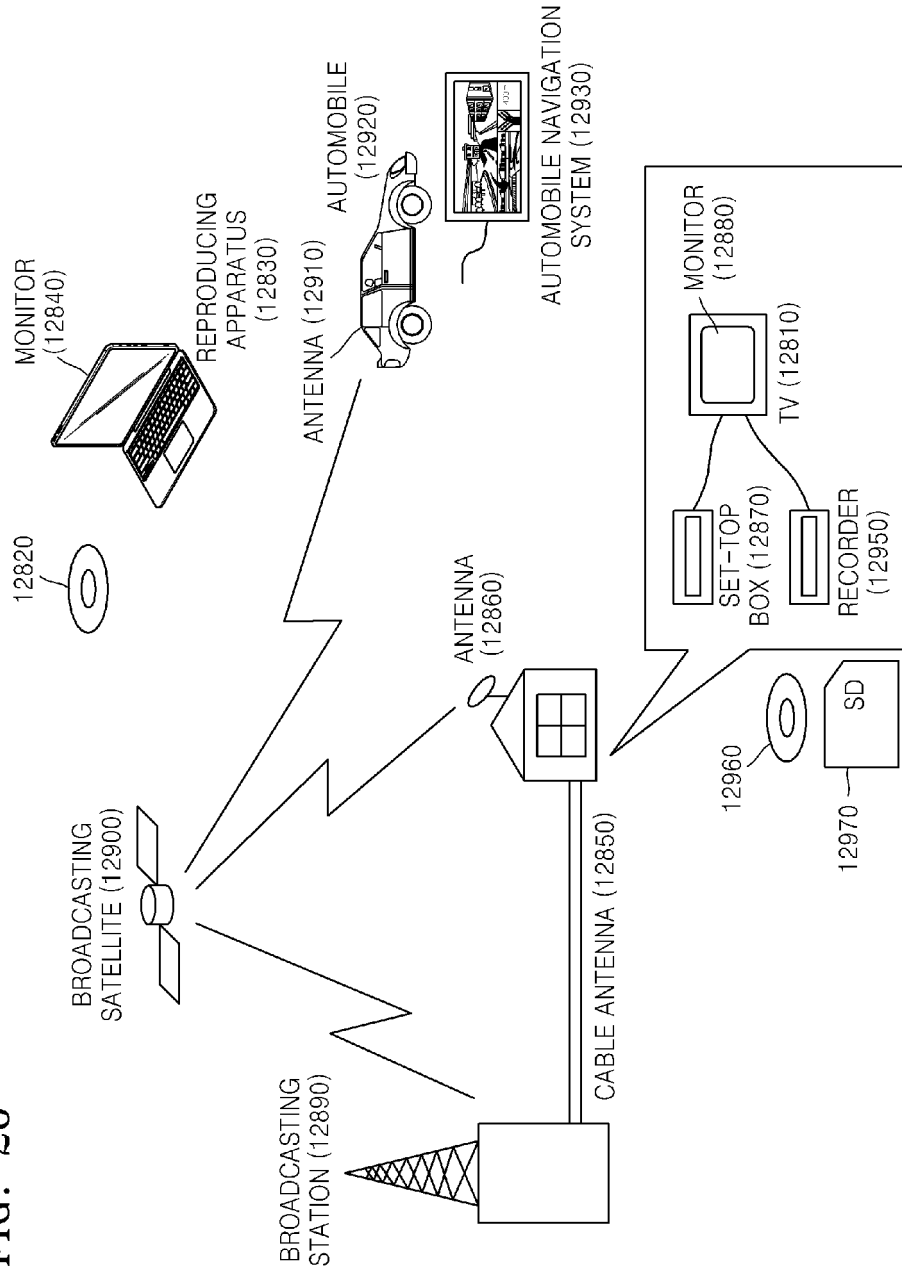 FIG.
BROADCASTING
SATELLITE (12900)
12820
MONITOR
(12840)
REPRODUCING
APPARATUS
(12830)
BROADCASTING
STATION (12890)
ANTENNA
(12860)
ANTENNA (12910)
AUTOMOBILE
(12920)
AUTOMOBILE NAVIGATION
SYSTEM (12930)
400m
CABLE ANTENNA (12850)
12960
SD
12970
SET-TOP
BOX (12870)
RECORDER
(12950)
MONITOR
(12880)
TV (12810)